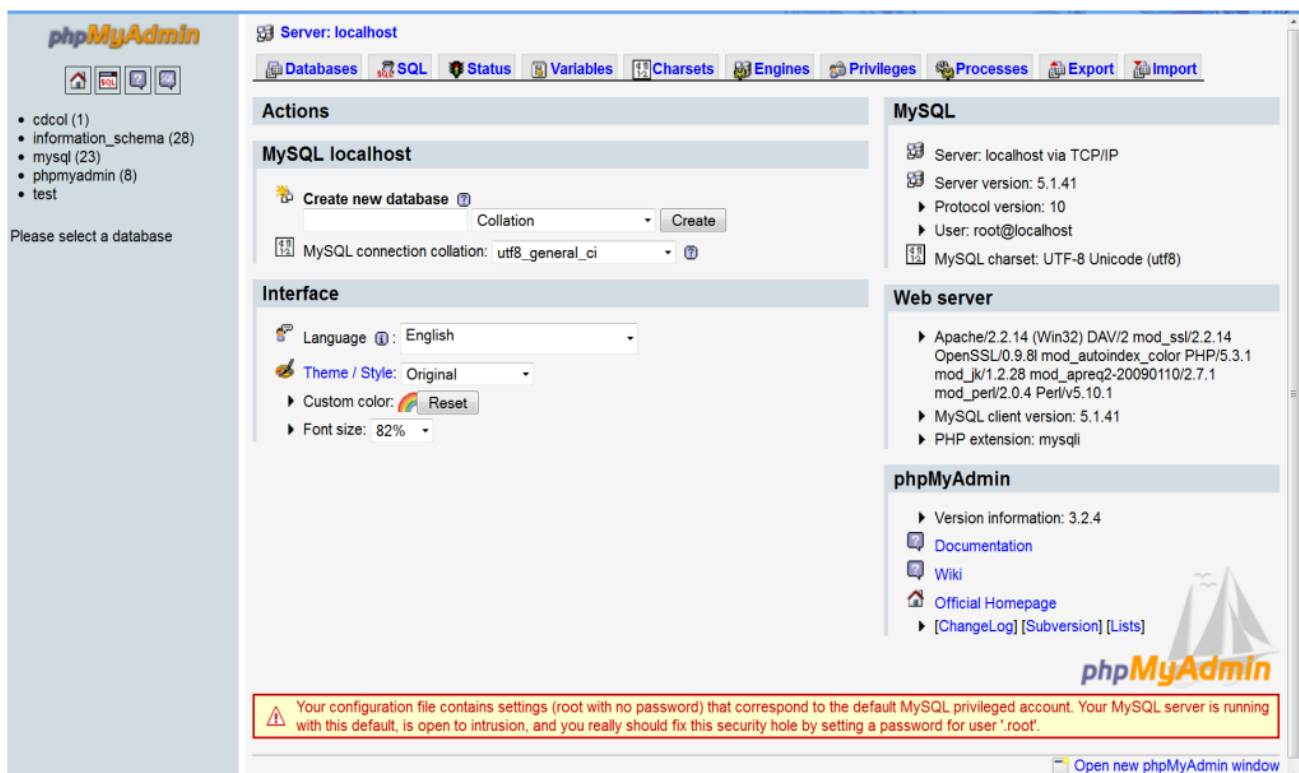 phpMyAdmin
cdcol (1)
information_schema (28)
mysql (23)
phpmyadmin (8)
test
Please select a database
Server: localhost
Databases SQL Status Variables Charsets Engines Privileges Processes Export Import
Actions
MySQL localhost
Create new database
Collation Create
MySQL connection collation: utf8_general_ci
Interface
Language : English
Theme / Style: Original
Custom color: Reset
Font size: 82%
MySQL
Server: localhost via TCP/IP
Server version: 5.1.41
Protocol version: 10
User: root@localhost
MySQL charset: UTF-8 Unicode (utf8)
Web server
Apache/2.2.14 (Win32) DAV/2 mod_ssl/2.2.14
OpenSSL/0.9.8l mod_autoindex_color PHP/5.3.1
mod_jk/1.2.28 mod_apreq2-20090110/2.7.1
mod_perl/2.0.4 Perl/v5.10.1
MySQL client version: 5.1.41
PHP extension: mysqli
phpMyAdmin
Version information: 3.2.4
Documentation
Wiki
Official Homepage
[ChangeLog] [Subversion] [Lists]
phpMyAdmin
Your configuration file contains settings (root with no password) that correspond to the default MySQL privileged account. Your MySQL server is running
with this default, is open to intrusion, and you really should fix this security hole by setting a password for user '.root'.
Open new phpMyAdmin window